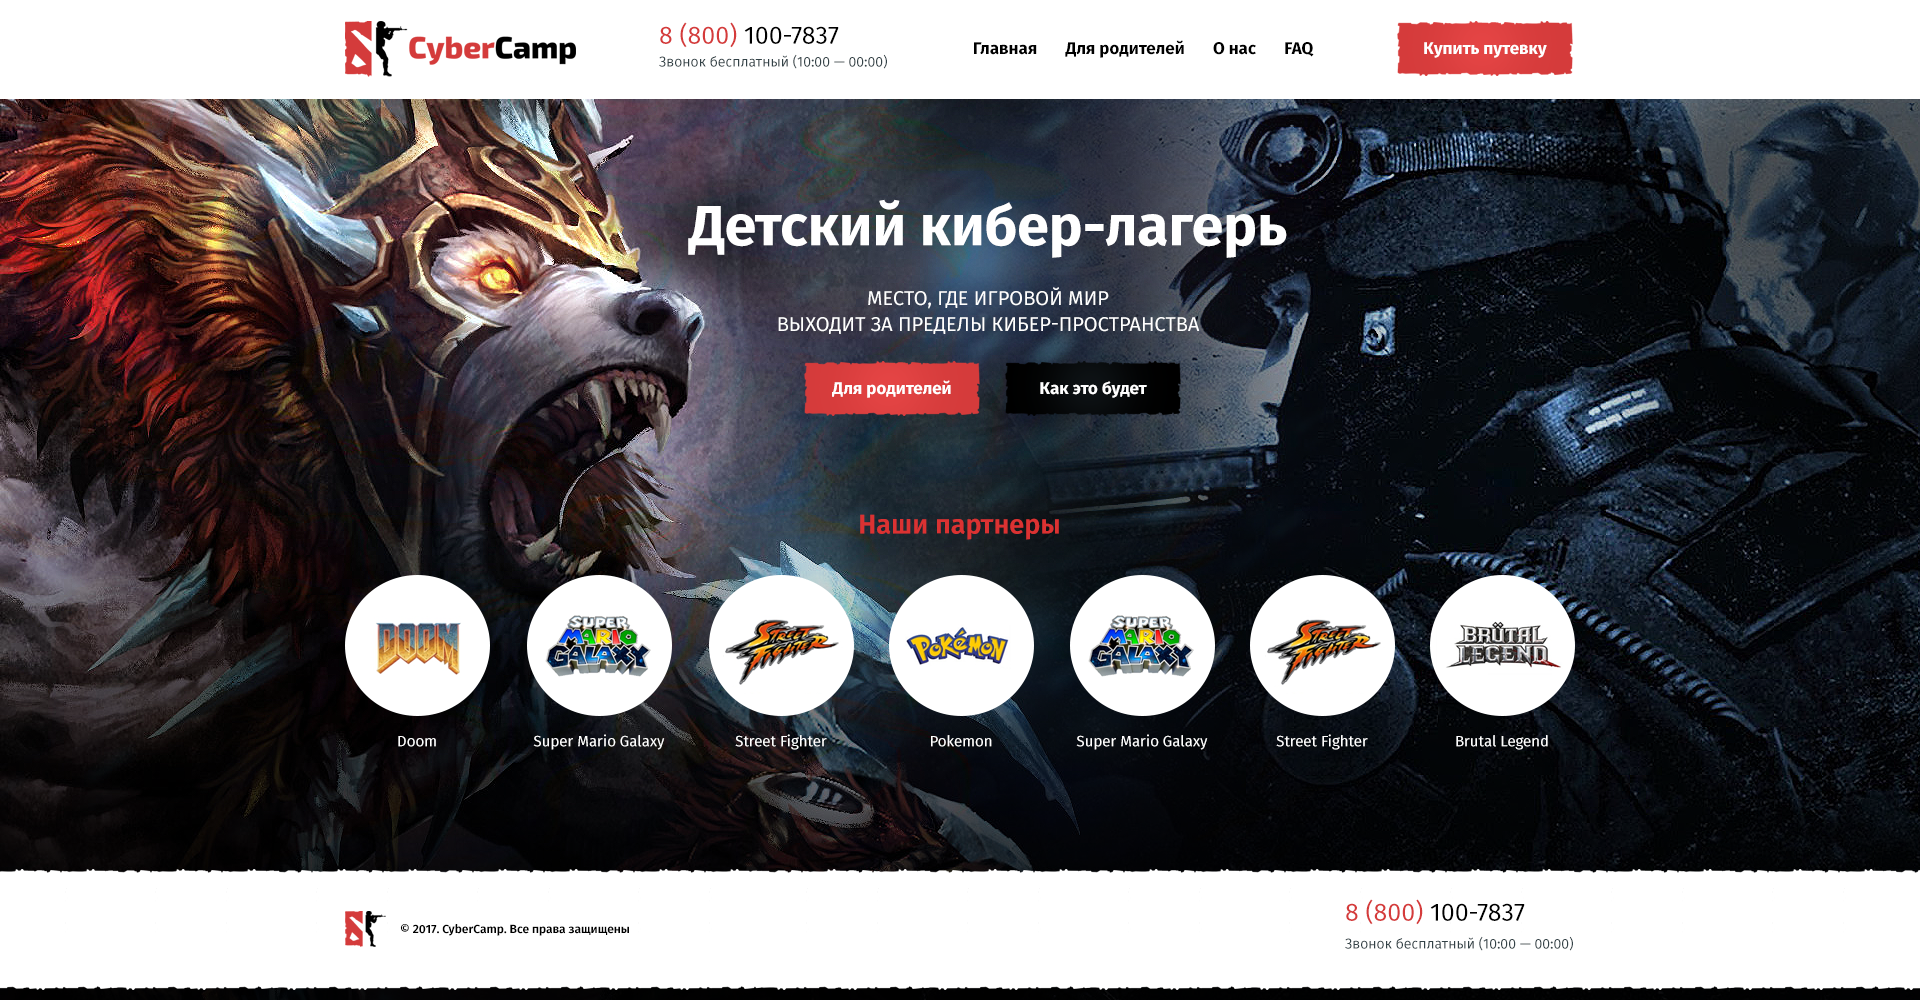 CyberCamp
8 (800) 100-7837
Звонок бесплатный (10:00 — 00:00)
Главная
Для родителей
О нас
FAQ
Купить путевку
Детский кибер-лагерь
МЕСТО, ГДЕ ИГРОВОЙ МИР
ВЫХОДИТ ЗА ПРЕДЕЛЫ КИБЕР-ПРОСТРАНСТВА
Для родителей
Как это будет
Наши партнеры
DOOM
SUPER
MARIO
GALAXY
STREET
FIGHTER
POKéMON
SUPER
MARIO
GALAXY
STREET
FIGHTER
BRÜTAL
LEGEND
Doom
Super Mario Galaxy
Street Fighter
Pokemon
Super Mario Galaxy
Street Fighter
Brutal Legend
© 2017. CyberCamp. Все права защищены
8 (800) 100-7837
Звонок бесплатный (10:00 — 00:00)